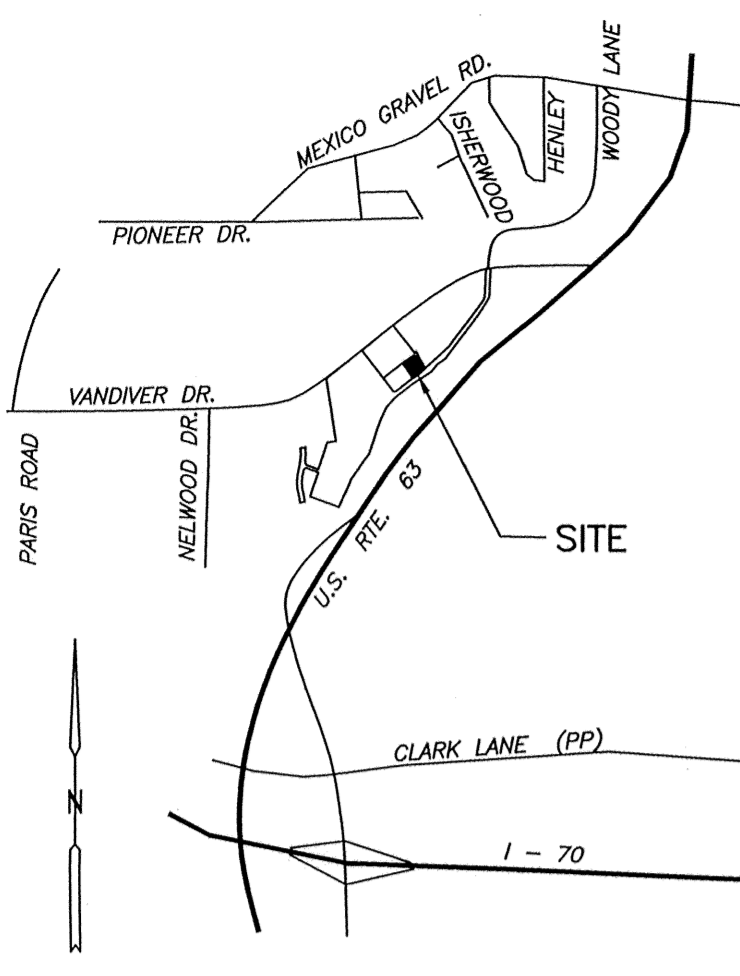 WOODY LANE
MEXICO GRAVEL RD.
HENLEY
ISHERWOOD
PIONEER DR.
VANDIVER DR.
PARIS ROAD
NELWOOD DR.
U.S. RTE. 63
SITE
CLARK LANE (PP)
N
I - 70